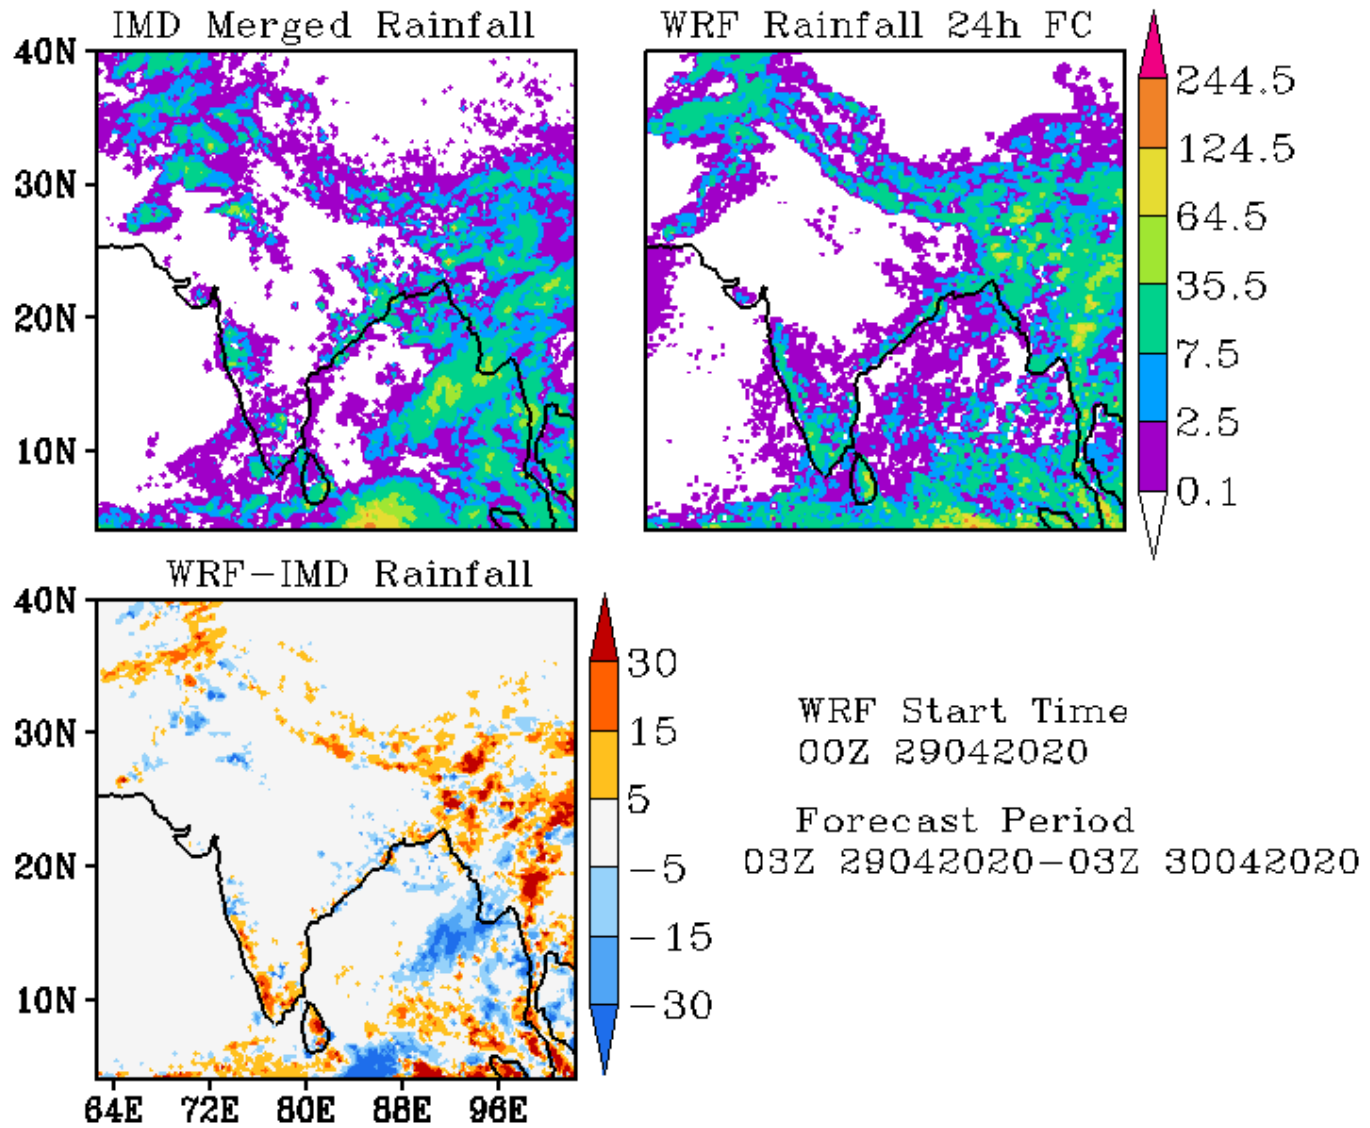 IMD Merged Rainfall
WRF Rainfall 24h FC
40N
30N
20N
10N
244.5
124.5
64.5
35.5
7.5
2.5
0.1
WRF-IMD Rainfall
40N
30N
20N
10N
64E 72E 80E 88E 96E
30
15
5
-5
-15
-30
WRF Start Time
00Z 29042020
Forecast Period
03Z 29042020-03Z 30042020